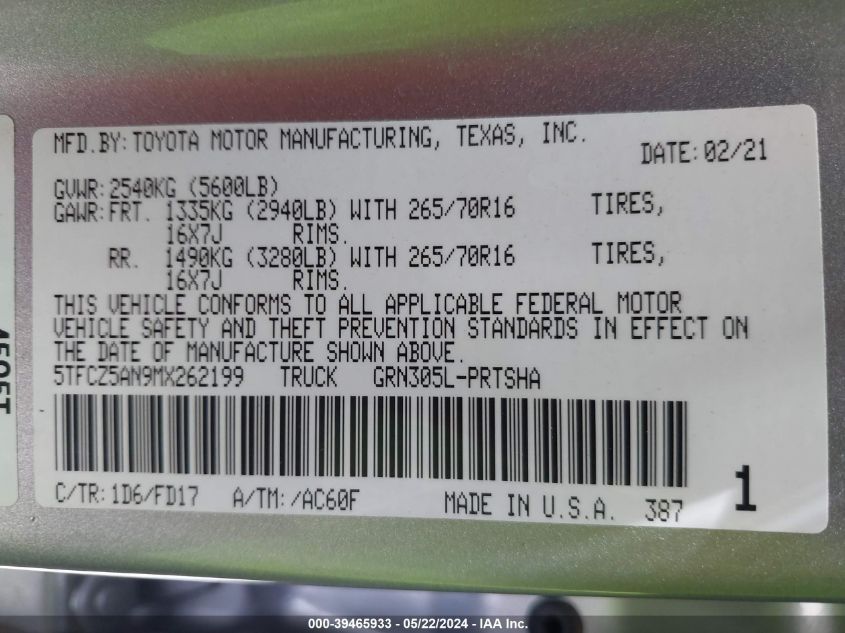 MFD.BY: TOYOTA MOTOR MANUFACTURING, TEXAS, INC.
DATE: 02/21
GVWR: 2540KG (5600LB)
GAWR: FRT. 1335KG (2940LB) WITH 265/70R16 TIRES,
16X7J RIMS.
RR. 1490KG (3280LB) WITH 265/70R16 TIRES,
16X7J RIMS.
THIS VEHICLE CONFORMS TO ALL APPLICABLE FEDERAL MOTOR
VEHICLE SAFETY AND THEFT PREVENTION STANDARDS IN EFFECT ON
THE DATE OF MANUFACTURE SHOWN ABOVE.
5TFCZ5AN9MX262199 TRUCK GRN305L-PRTSHA
C/TR: 1D6/FD17 A/TM: /AC60F MADE IN U.S.A. 387 1
000-39465933 - 05/22/2024 - IAA Inc.